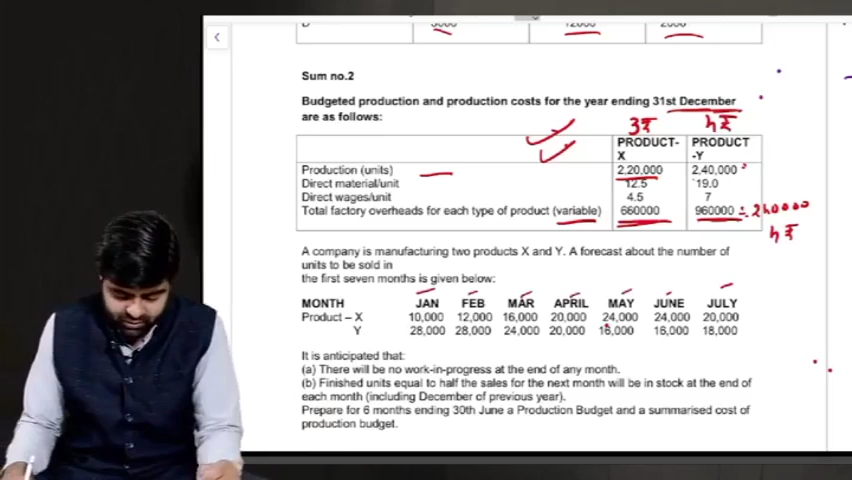 D 3000 12000 2000
Sum no.2
Budgeted production and production costs for the year ending 31st December
are as follows:
3₹ 4₹
PRODUCT-X PRODUCT-Y
Production (units) 2,20,000 2,40,000
Direct material/unit 12.5 19.0
Direct wages/unit 4.5 7
Total factory overheads for each type of product (variable) 660000 960000 ÷ 240000
4₹
A company is manufacturing two products X and Y. A forecast about the number of
units to be sold in
the first seven months is given below:
MONTH JAN FEB MAR APRIL MAY JUNE JULY
Product – X 10,000 12,000 16,000 20,000 24,000 24,000 20,000
Y 28,000 28,000 24,000 20,000 16,000 16,000 18,000
It is anticipated that:
(a) There will be no work-in-progress at the end of any month.
(b) Finished units equal to half the sales for the next month will be in stock at the end of
each month (including December of previous year).
Prepare for 6 months ending 30th June a Production Budget and a summarised cost of
production budget.